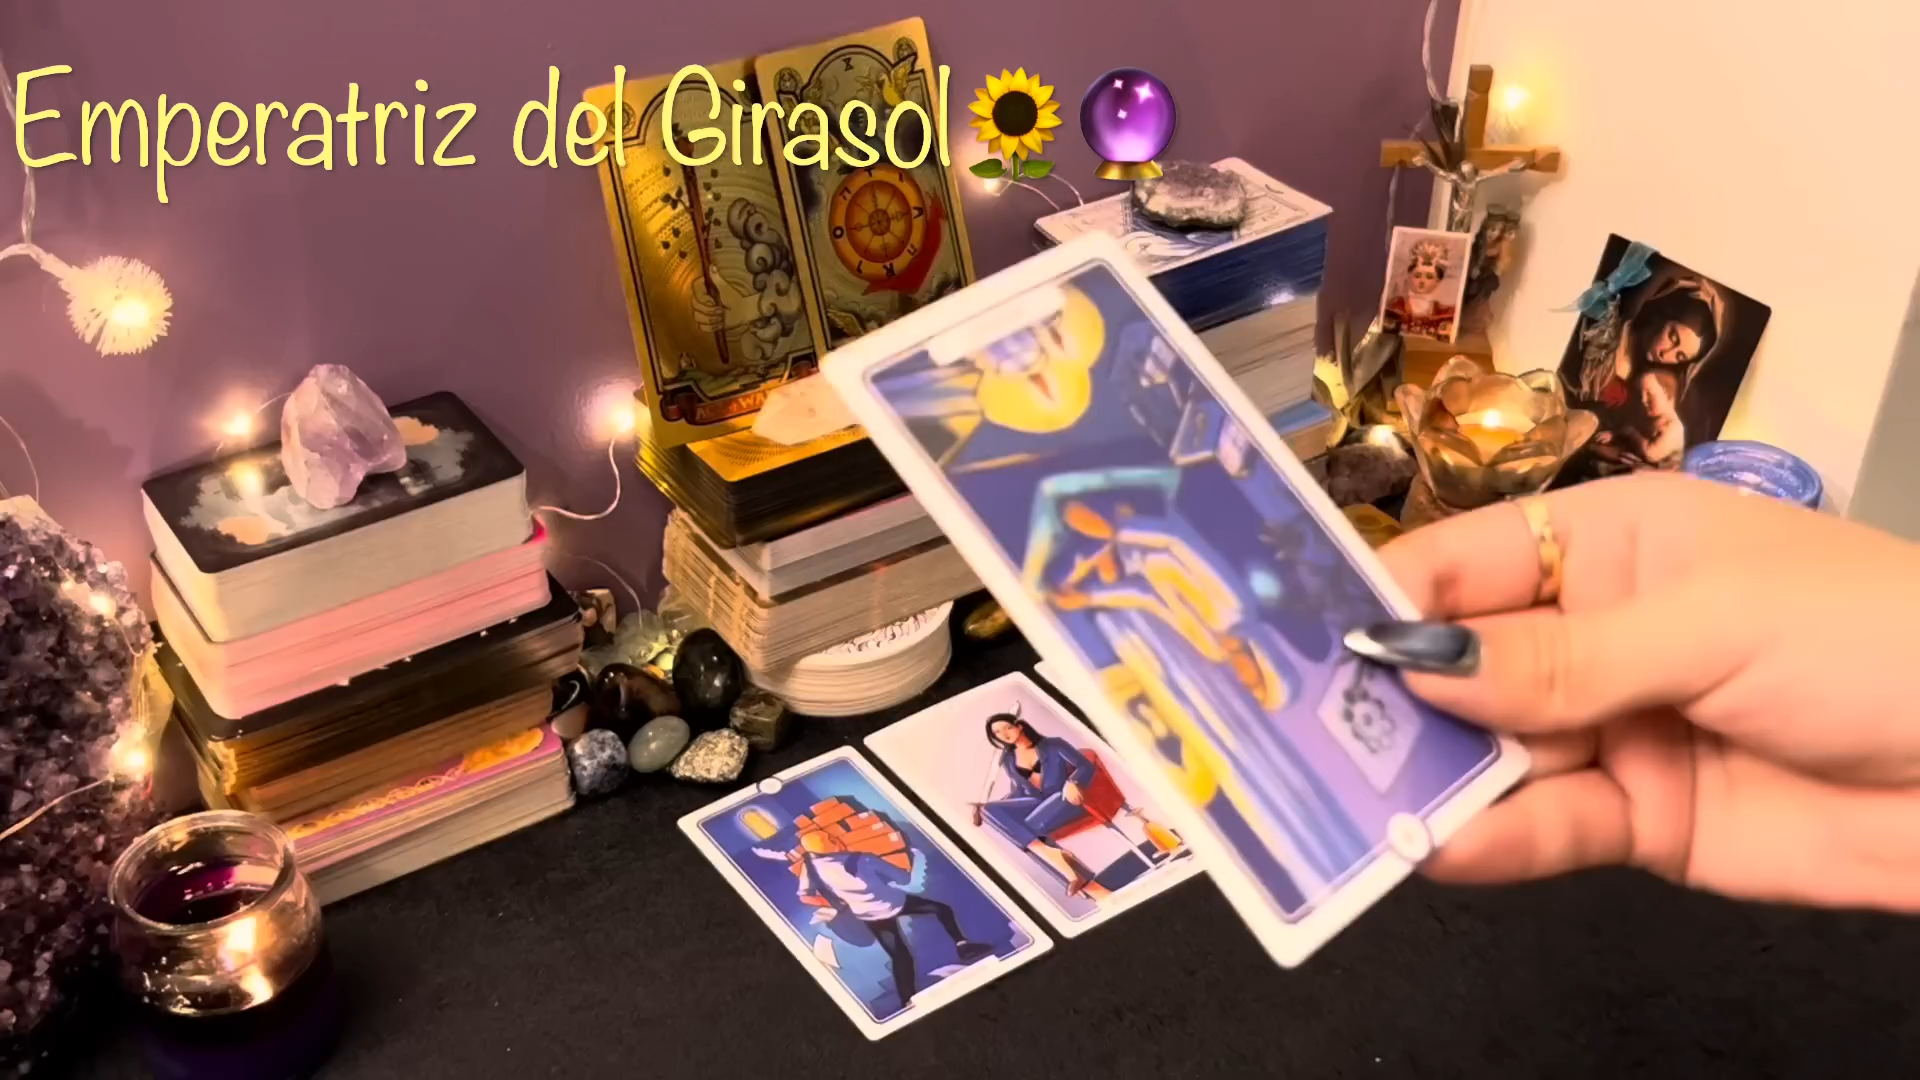 Emperatriz del Girasol🌻🔮
X